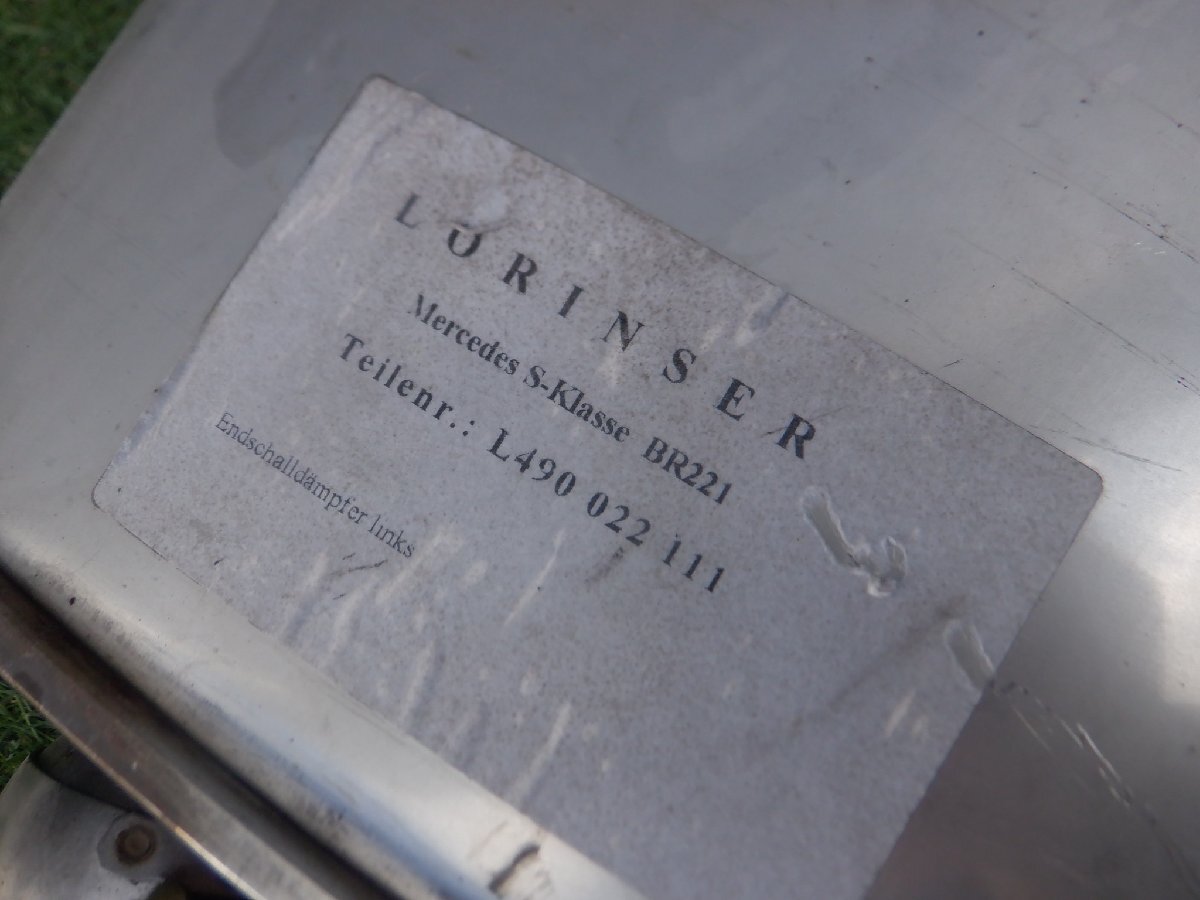 LORINSER
Mercedes S-Klasse BR221
Teilenr.: L490 022 111
Endschalldämpfer links